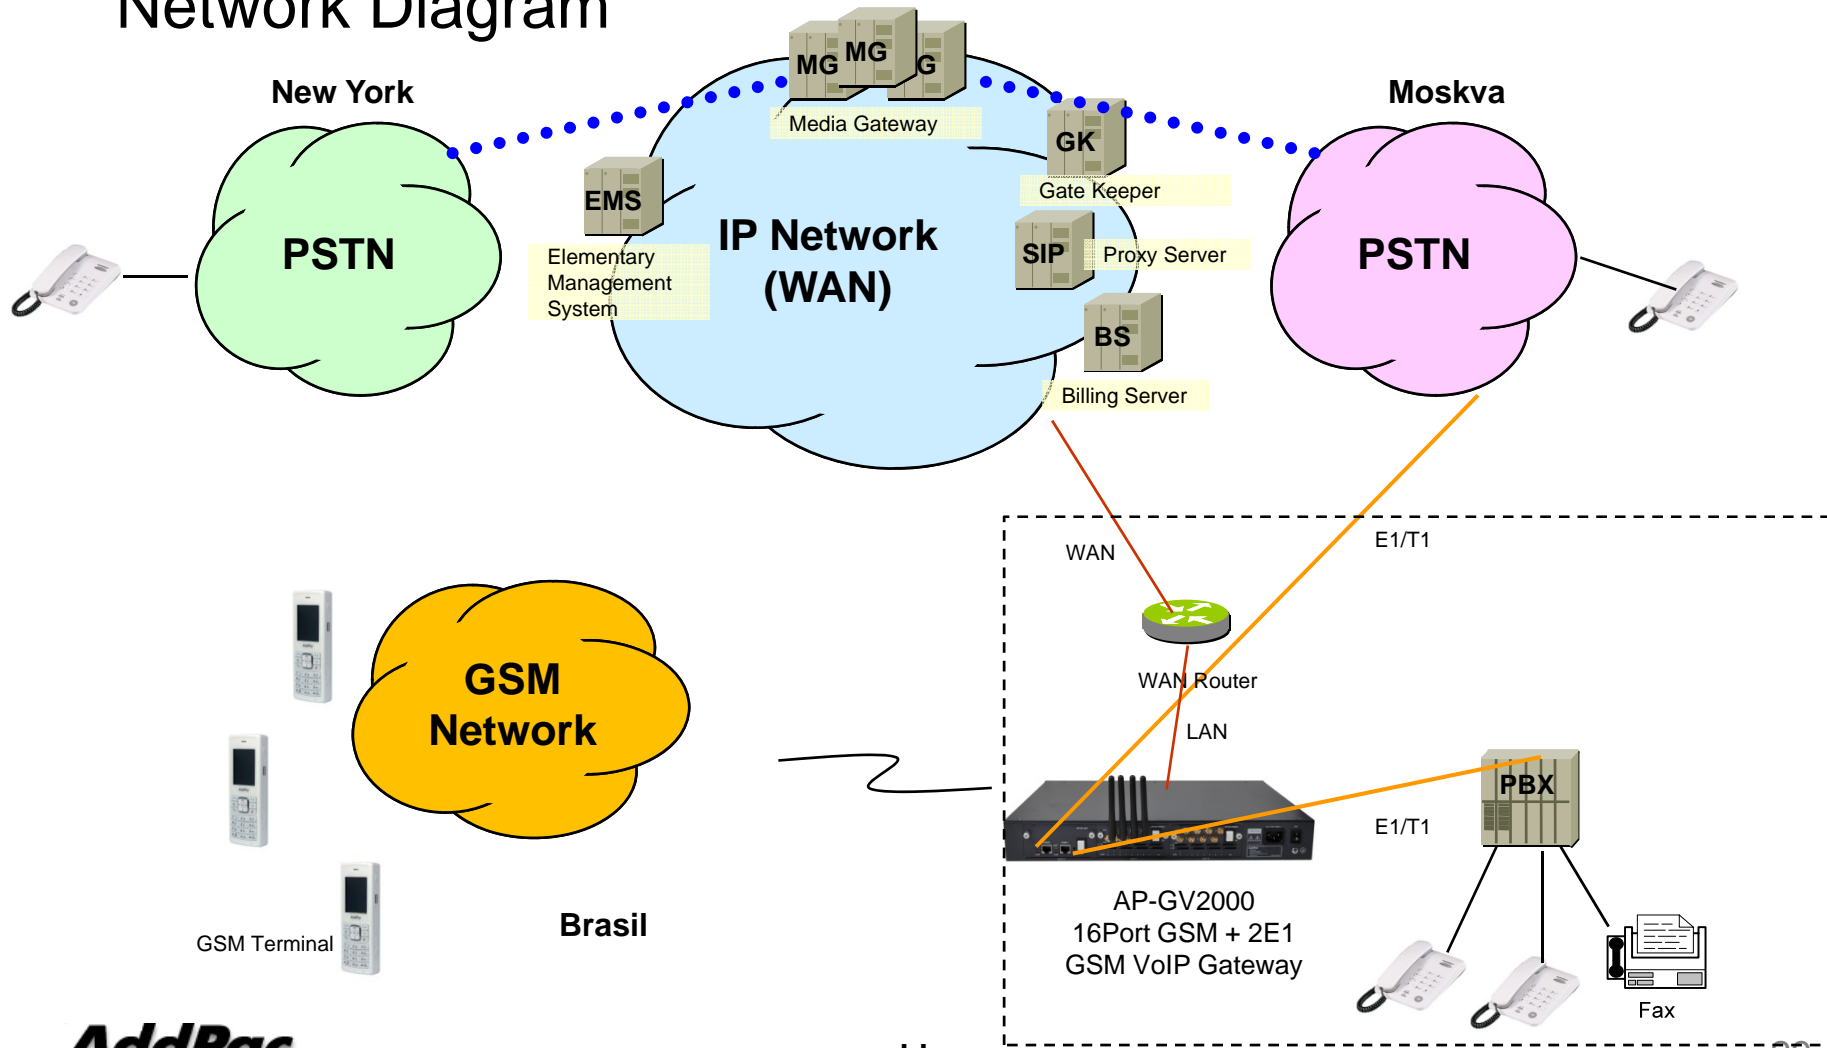 Network Diagram
New York
MG
MG
G
Moskva
Media Gateway
GK
Gate Keeper
EMS
Elementary
Management
System
PSTN
IP Network
(WAN)
SIP
Proxy Server
PSTN
BS
Billing Server
WAN
E1/T1
WAN Router
LAN
GSM
Network
PBX
E1/T1
AP-GV2000
16Port GSM + 2E1
GSM VoIP Gateway
Brasil
GSM Terminal
Fax
AddPac